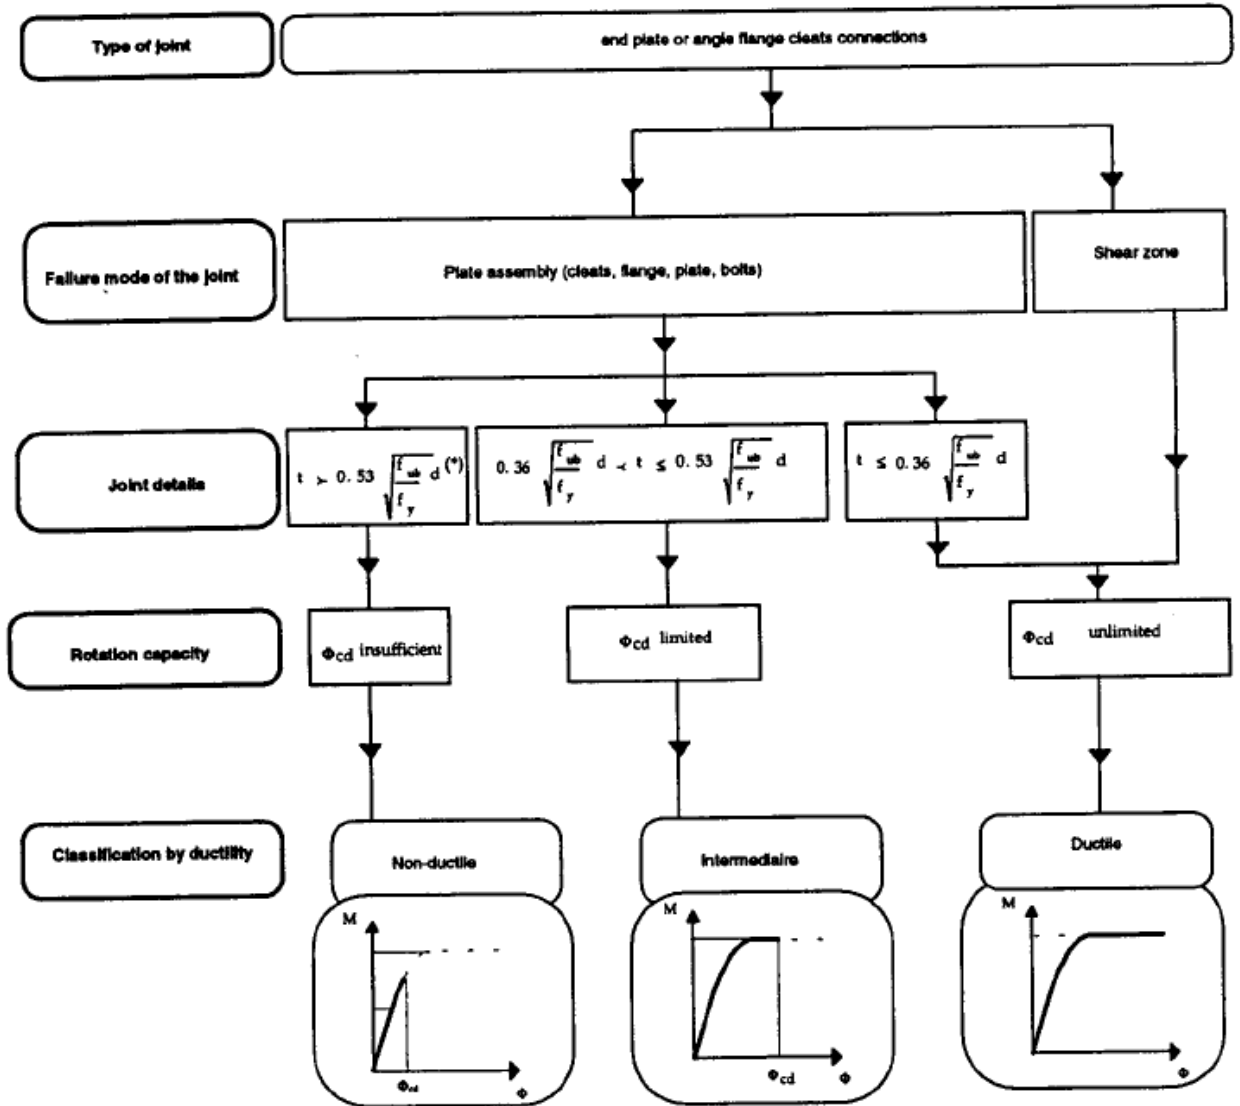 Type of joint
end plate or angle flange cleats connections
Failure mode of the joint
Plate assembly (cleats, flange, plate, bolts)
Shear zone
Joint details
t > 0.53 √(f_ub/f_y) d (*)
0.36 √(f_ub/f_y) d < t ≤ 0.53 √(f_ub/f_y) d
t ≤ 0.36 √(f_ub/f_y) d
Rotation capacity
Φcd insufficient
Φcd limited
Φcd unlimited
Classification by ductility
Non-ductile
Intermediaire
Ductile
M
Φcd
Φ
M
Φcd
Φ
M
Φ